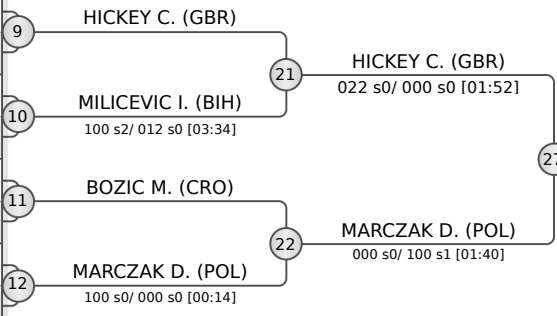 9
HICKEY C. (GBR)
21
HICKEY C. (GBR)
022 s0/ 000 s0 [01:52]
10
MILICEVIC I. (BIH)
100 s2/ 012 s0 [03:34]
27
11
BOZIC M. (CRO)
22
MARCZAK D. (POL)
000 s0/ 100 s1 [01:40]
12
MARCZAK D. (POL)
100 s0/ 000 s0 [00:14]